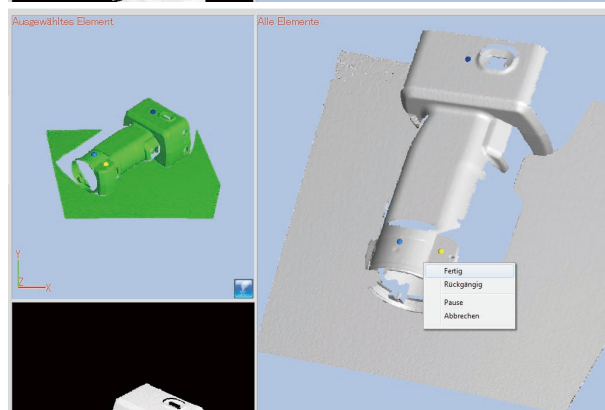 Ausgewähltes Element
Alle Elemente
Y
Z
X
Fertig
Rückgängig
Pause
Abbrechen